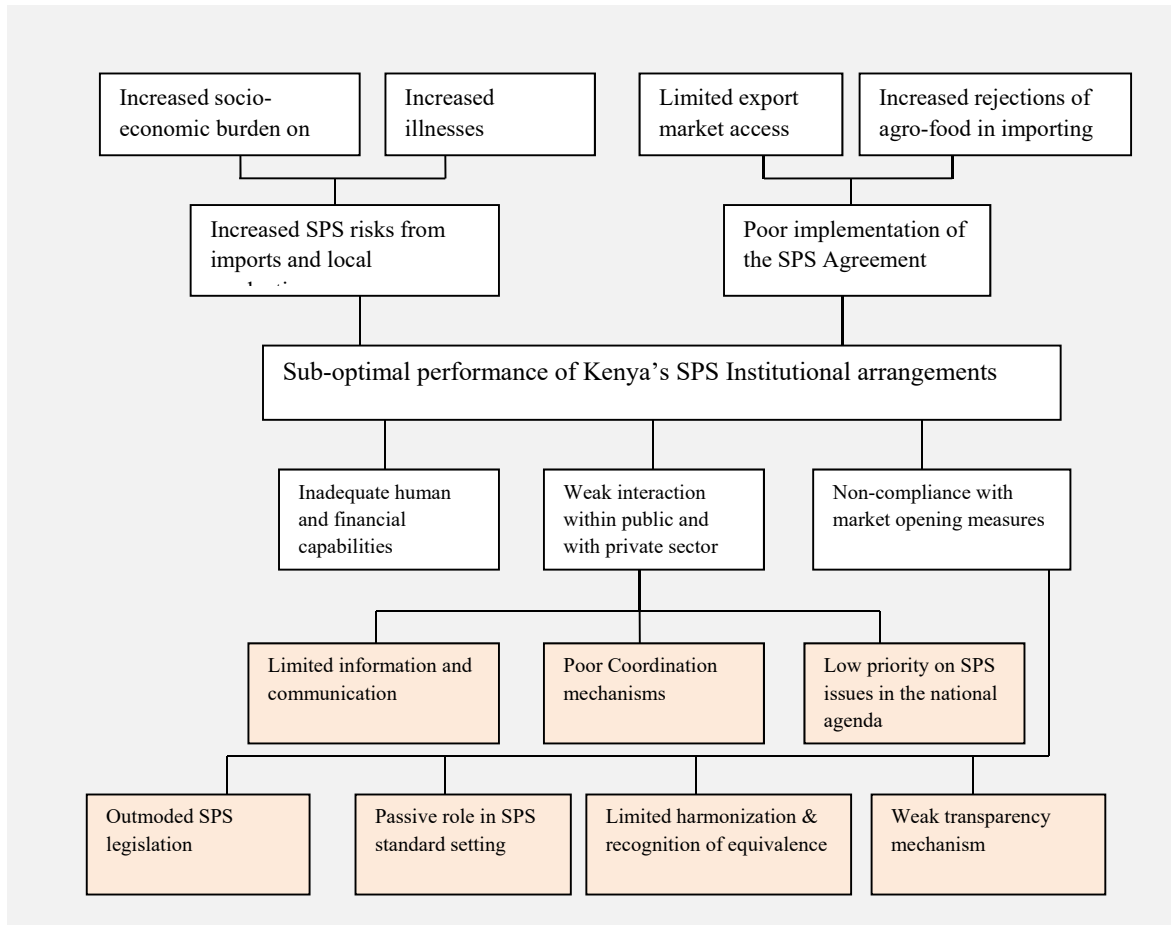 Increased socio-
economic burden on
Increased
illnesses
Limited export
market access
Increased rejections of
agro-food in importing
Increased SPS risks from
imports and local
Poor implementation of
the SPS Agreement
Sub-optimal performance of Kenya’s SPS Institutional arrangements
Inadequate human
and financial
capabilities
Weak interaction
within public and
with private sector
Non-compliance with
market opening measures
Limited information and
communication
Poor Coordination
mechanisms
Low priority on SPS
issues in the national
agenda
Outmoded SPS
legislation
Passive role in SPS
standard setting
Limited harmonization &
recognition of equivalence
Weak transparency
mechanism